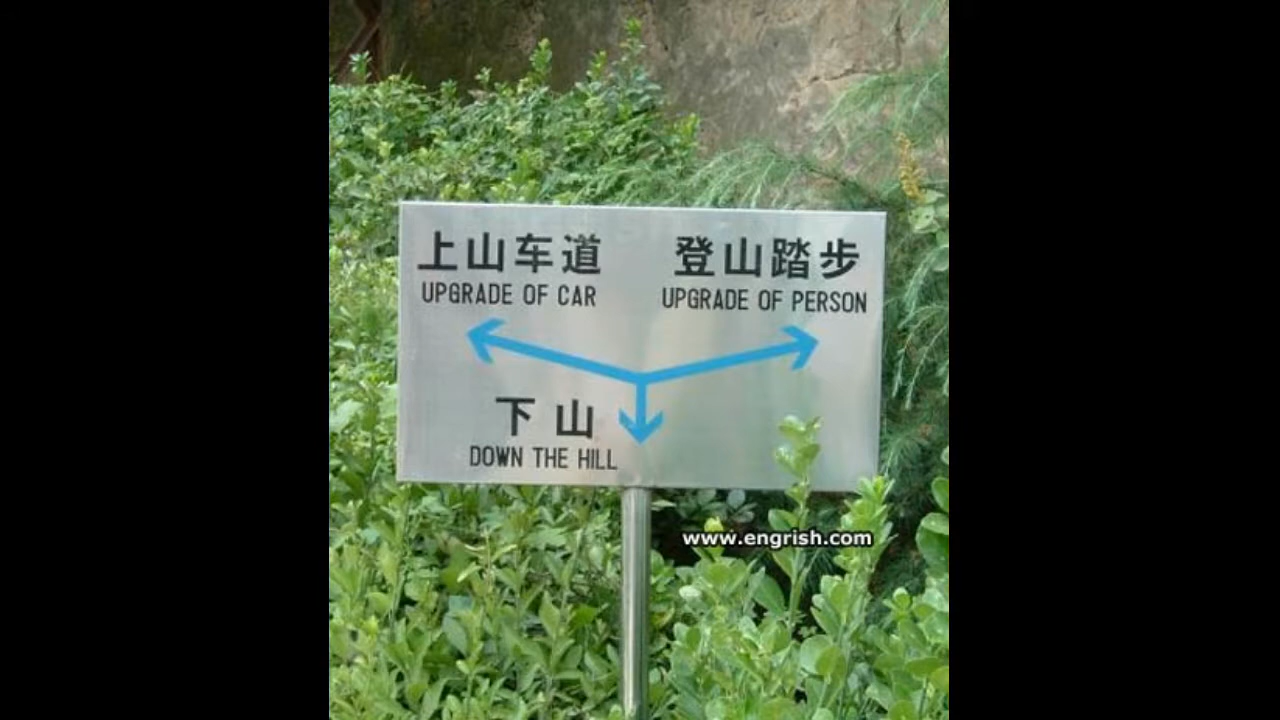 上山车道
UPGRADE OF CAR
登山踏步
UPGRADE OF PERSON
下山
DOWN THE HILL
www.engrish.com